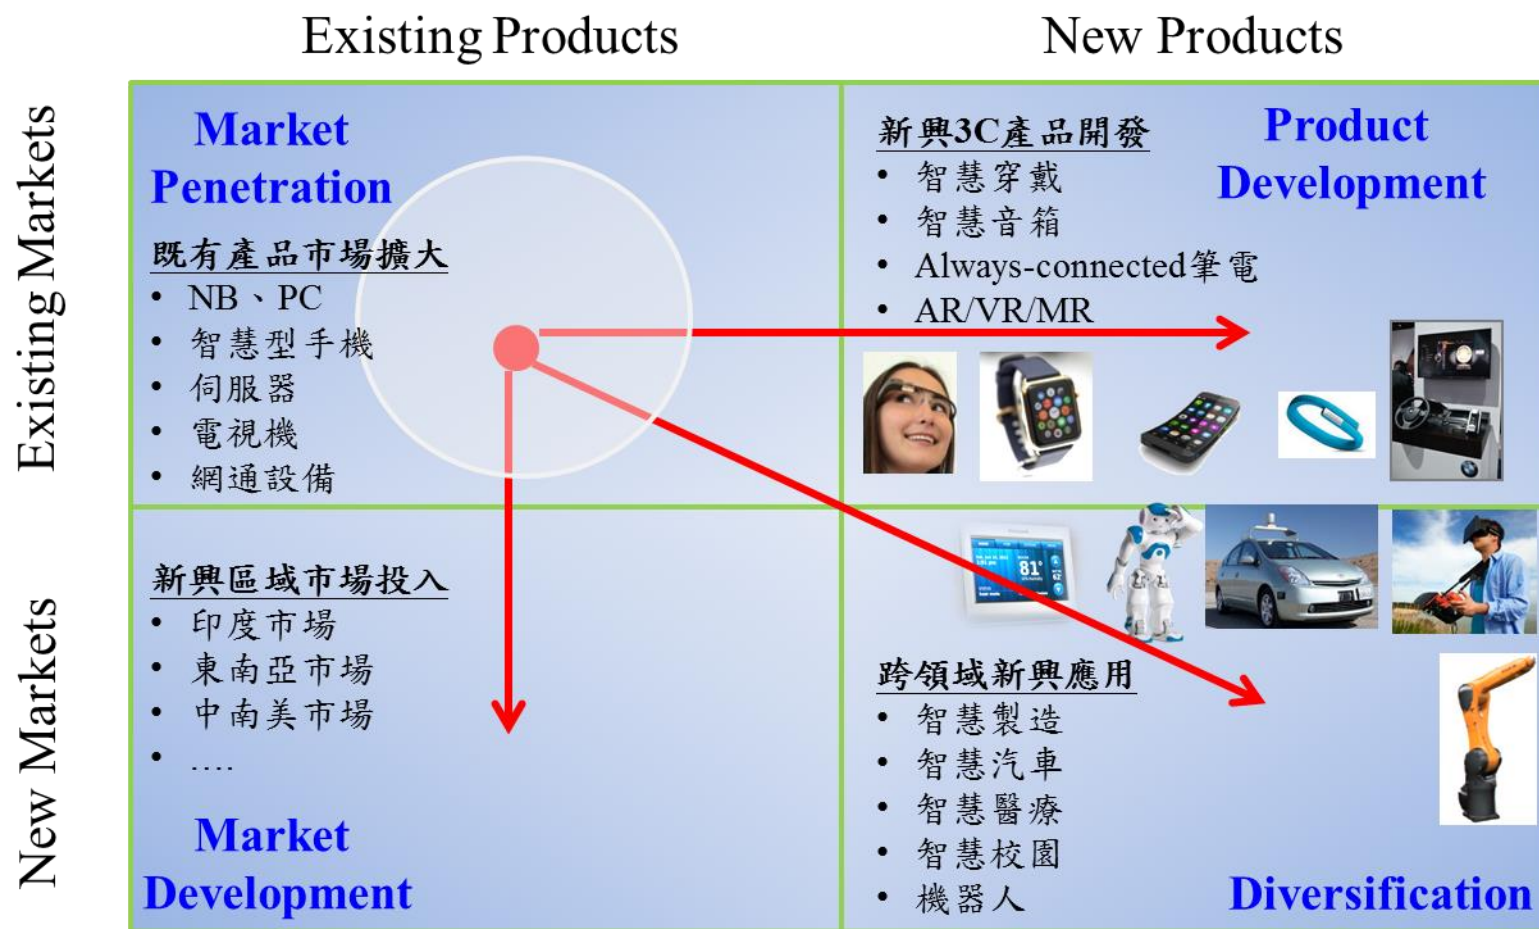 Existing Products
New Products
Existing Markets
New Markets
Market
Penetration
既有產品市場擴大
• NB、PC
• 智慧型手機
• 伺服器
• 電視機
• 網通設備
新興3C產品開發
• 智慧穿戴
• 智慧音箱
• Always-connected筆電
• AR/VR/MR
Product
Development
新興區域市場投入
• 印度市場
• 東南亞市場
• 中南美市場
• ....
Market
Development
81°
跨領域新興應用
• 智慧製造
• 智慧汽車
• 智慧醫療
• 智慧校園
• 機器人
Diversification